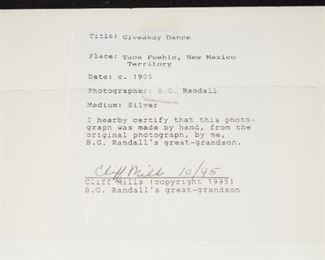 Title: Giveaway Dance
Place: Taos Pueblo, New Mexico
Territory
Date: c. 1905
Photographer: B.G. Randall
Medium: Silver
I hearby certify that this photo-
graph was made by hand, from the
original photograph, by me,
B.G. Randall's great-grandson.
Cliff Mills 10/95
Cliff Mills (copyright 1995)
B.G. Randall's great-grandson